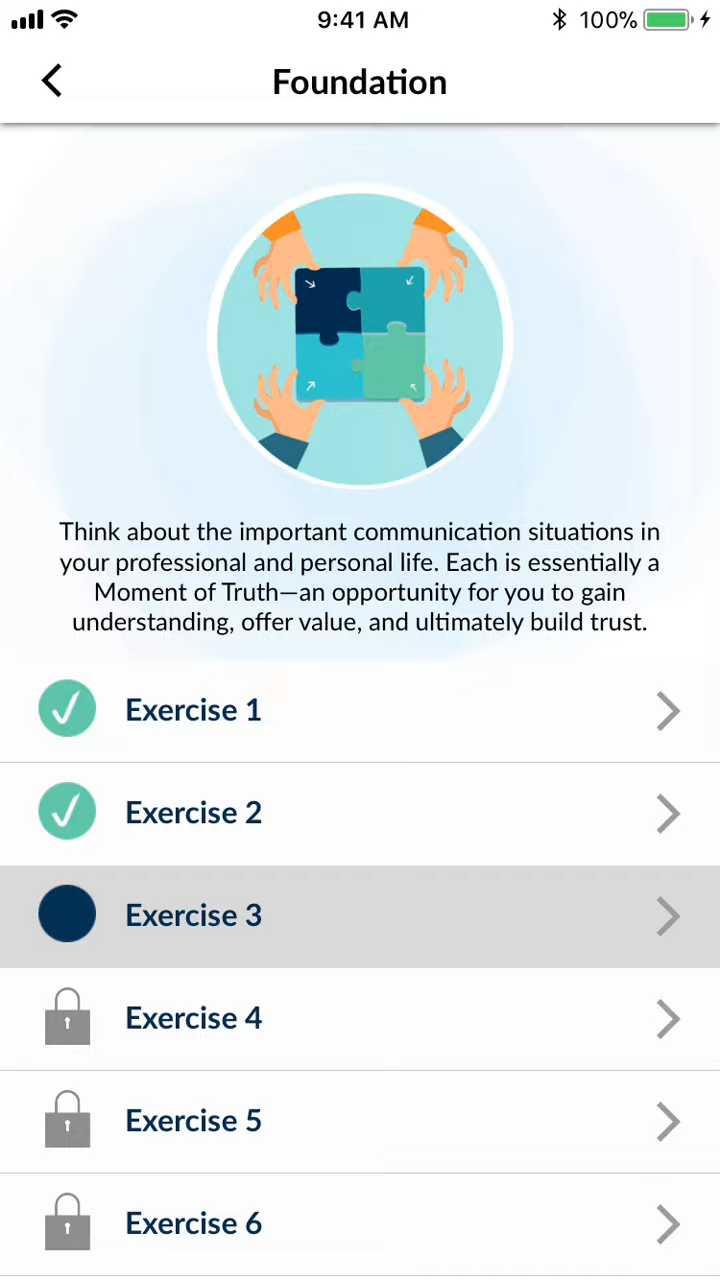 9:41 AM 100%
Foundation
Think about the important communication situations in
your professional and personal life. Each is essentially a
Moment of Truth—an opportunity for you to gain
understanding, offer value, and ultimately build trust.
Exercise 1
Exercise 2
Exercise 3
Exercise 4
Exercise 5
Exercise 6